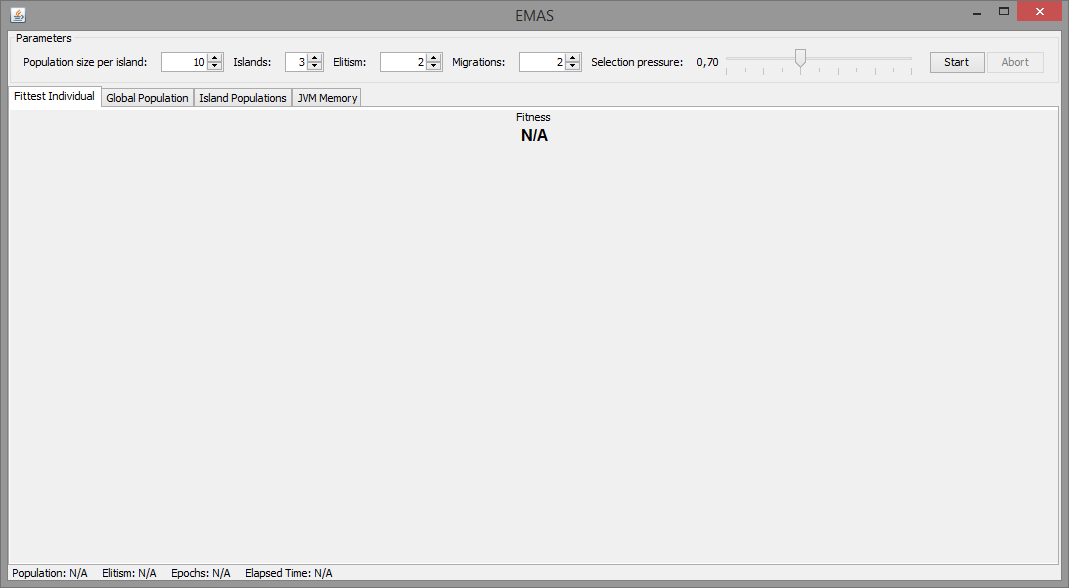 EMAS
Parameters
Population size per island: 10 Islands: 3 Elitism: 2 Migrations: 2 Selection pressure: 0,70 Start Abort
Fittest Individual Global Population Island Populations JVM Memory
Fitness
N/A
Population: N/A Elitism: N/A Epochs: N/A Elapsed Time: N/A